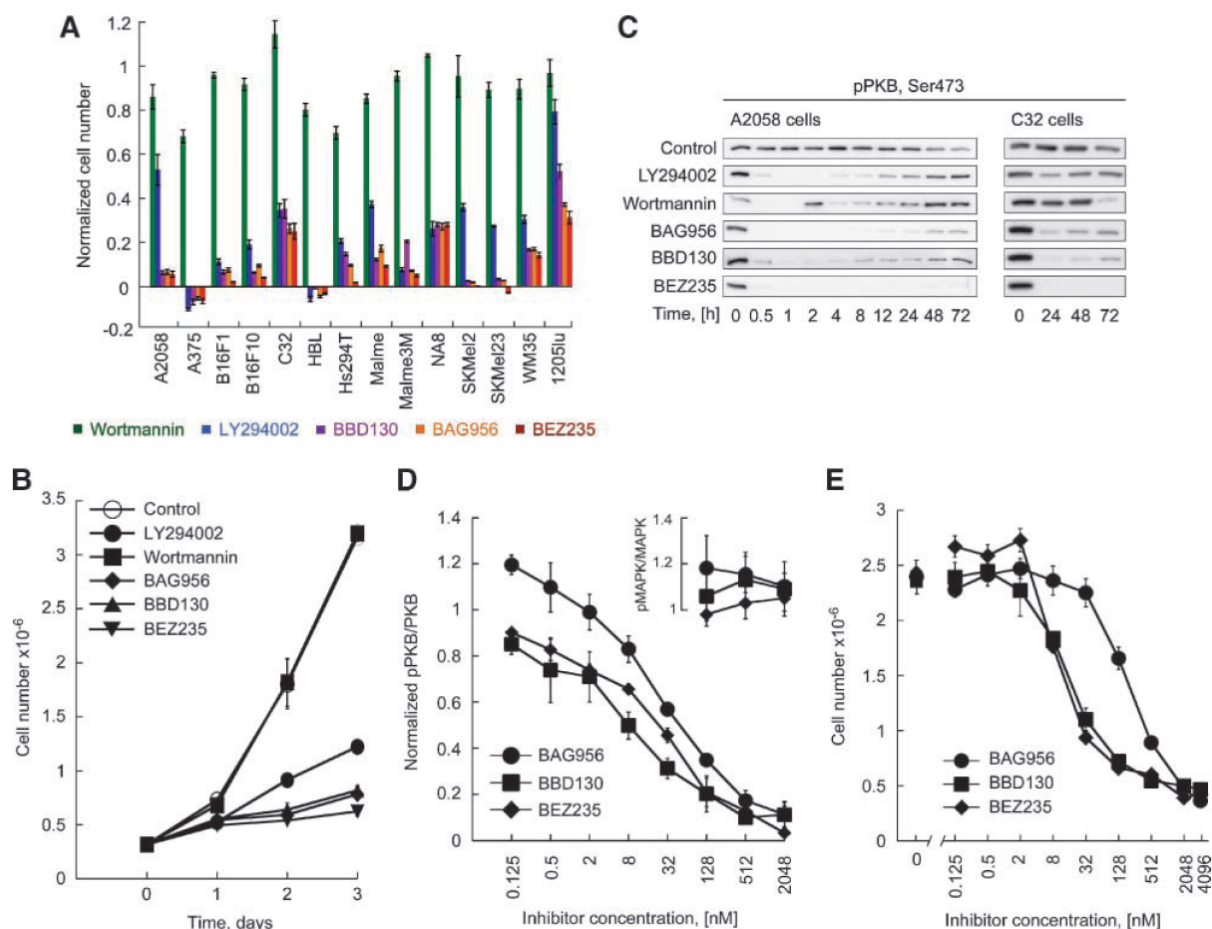 A
1.2
1
0.8
0.6
0.4
0.2
0
-0.2
Normalized cell number
A2058
A375
B16F1
B16F10
C32
HBL
Hs294T
Malme
Malme3M
NA8
SKMel2
SKMel23
WM35
1205lu
Wortmannin LY294002 BBD130 BAG956 BEZ235
C
pPKB, Ser473
A2058 cells C32 cells
Control
LY294002
Wortmannin
BAG956
BBD130
BEZ235
Time, [h] 0 0.5 1 2 4 8 12 24 48 72 0 24 48 72
B
3.5
3
2.5
2
1.5
1
0.5
0
Cell number x10-6
Control
LY294002
Wortmannin
BAG956
BBD130
BEZ235
0 1 2 3
Time, days
D
1.4
1.2
1
0.8
0.6
0.4
0.2
0
Normalized pPKB/PKB
1.4
1.2
1
pMAPK/MAPK
BAG956
BBD130
BEZ235
0.125
0.5
2
8
32
128
512
2048
Inhibitor concentration, [nM]
E
3
2.5
2
1.5
1
0.5
0
Cell number x10-6
BAG956
BBD130
BEZ235
0
0.125
0.5
2
8
32
128
512
2048
4096
Inhibitor concentration, [nM]